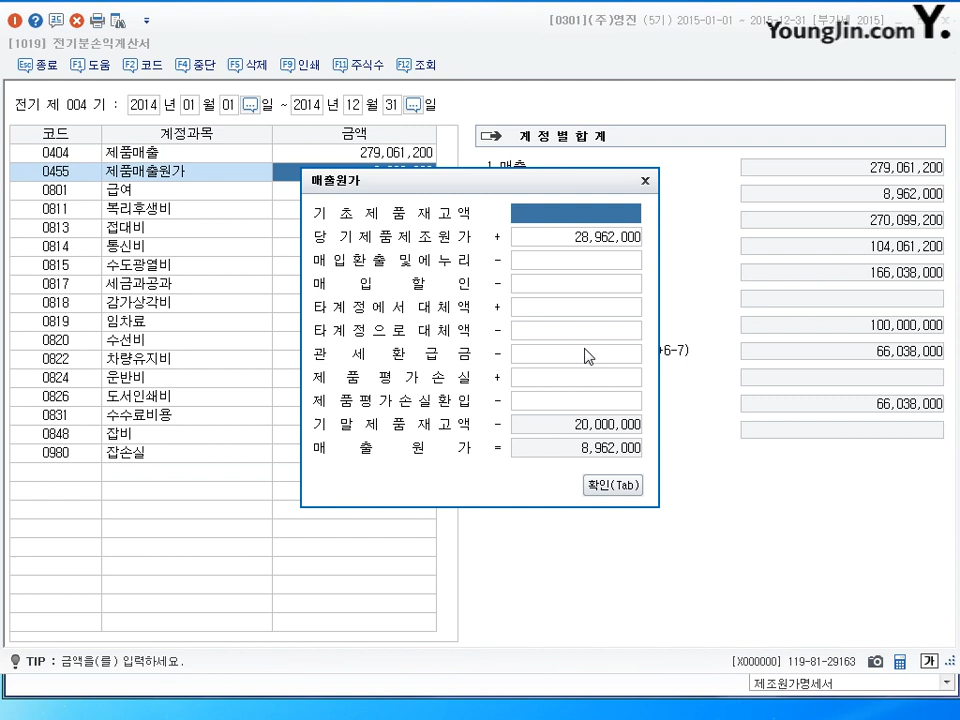 [0301](주)영진 (5기) 2015-01-01 ~ 2015-12-31 [부가세 2015]
YoungJin.com Y.
[1019] 전기분손익계산서
Esc 종료 F1 도움 F2 코드 F4 중단 F5 삭제 F9 인쇄 F11 주식수 F12 조회
전기 제 004 기 : 2014 년 01 월 01 일 ~ 2014 년 12 월 31 일
코드 계정과목 금액
0404 제품매출 279,061,200
0455 제품매출원가
0801 급여
0811 복리후생비
0813 접대비
0814 통신비
0815 수도광열비
0817 세금과공과
0818 감가상각비
0819 임차료
0820 수선비
0822 차량유지비
0824 운반비
0826 도서인쇄비
0831 수수료비용
0848 잡비
0980 잡손실
계 정 별 합 계
1.매출 279,061,200
8,962,000
270,099,200
104,061,200
166,038,000
100,000,000
+6-7) 66,038,000
66,038,000
매출원가 x
기 초 제 품 재 고 액
당 기 제 품 제 조 원 가 + 28,962,000
매 입 환 출 및 에 누 리 -
매 입 할 인 -
타 계 정 에 서 대 체 액 +
타 계 정 으 로 대 체 액 -
관 세 환 급 금 -
제 품 평 가 손 실 +
제 품 평 가 손 실 환 입 -
기 말 제 품 재 고 액 - 20,000,000
매 출 원 가 = 8,962,000
확인(Tab)
TIP : 금액을(를) 입력하세요.
[X000000] 119-81-29163 가
제조원가명세서